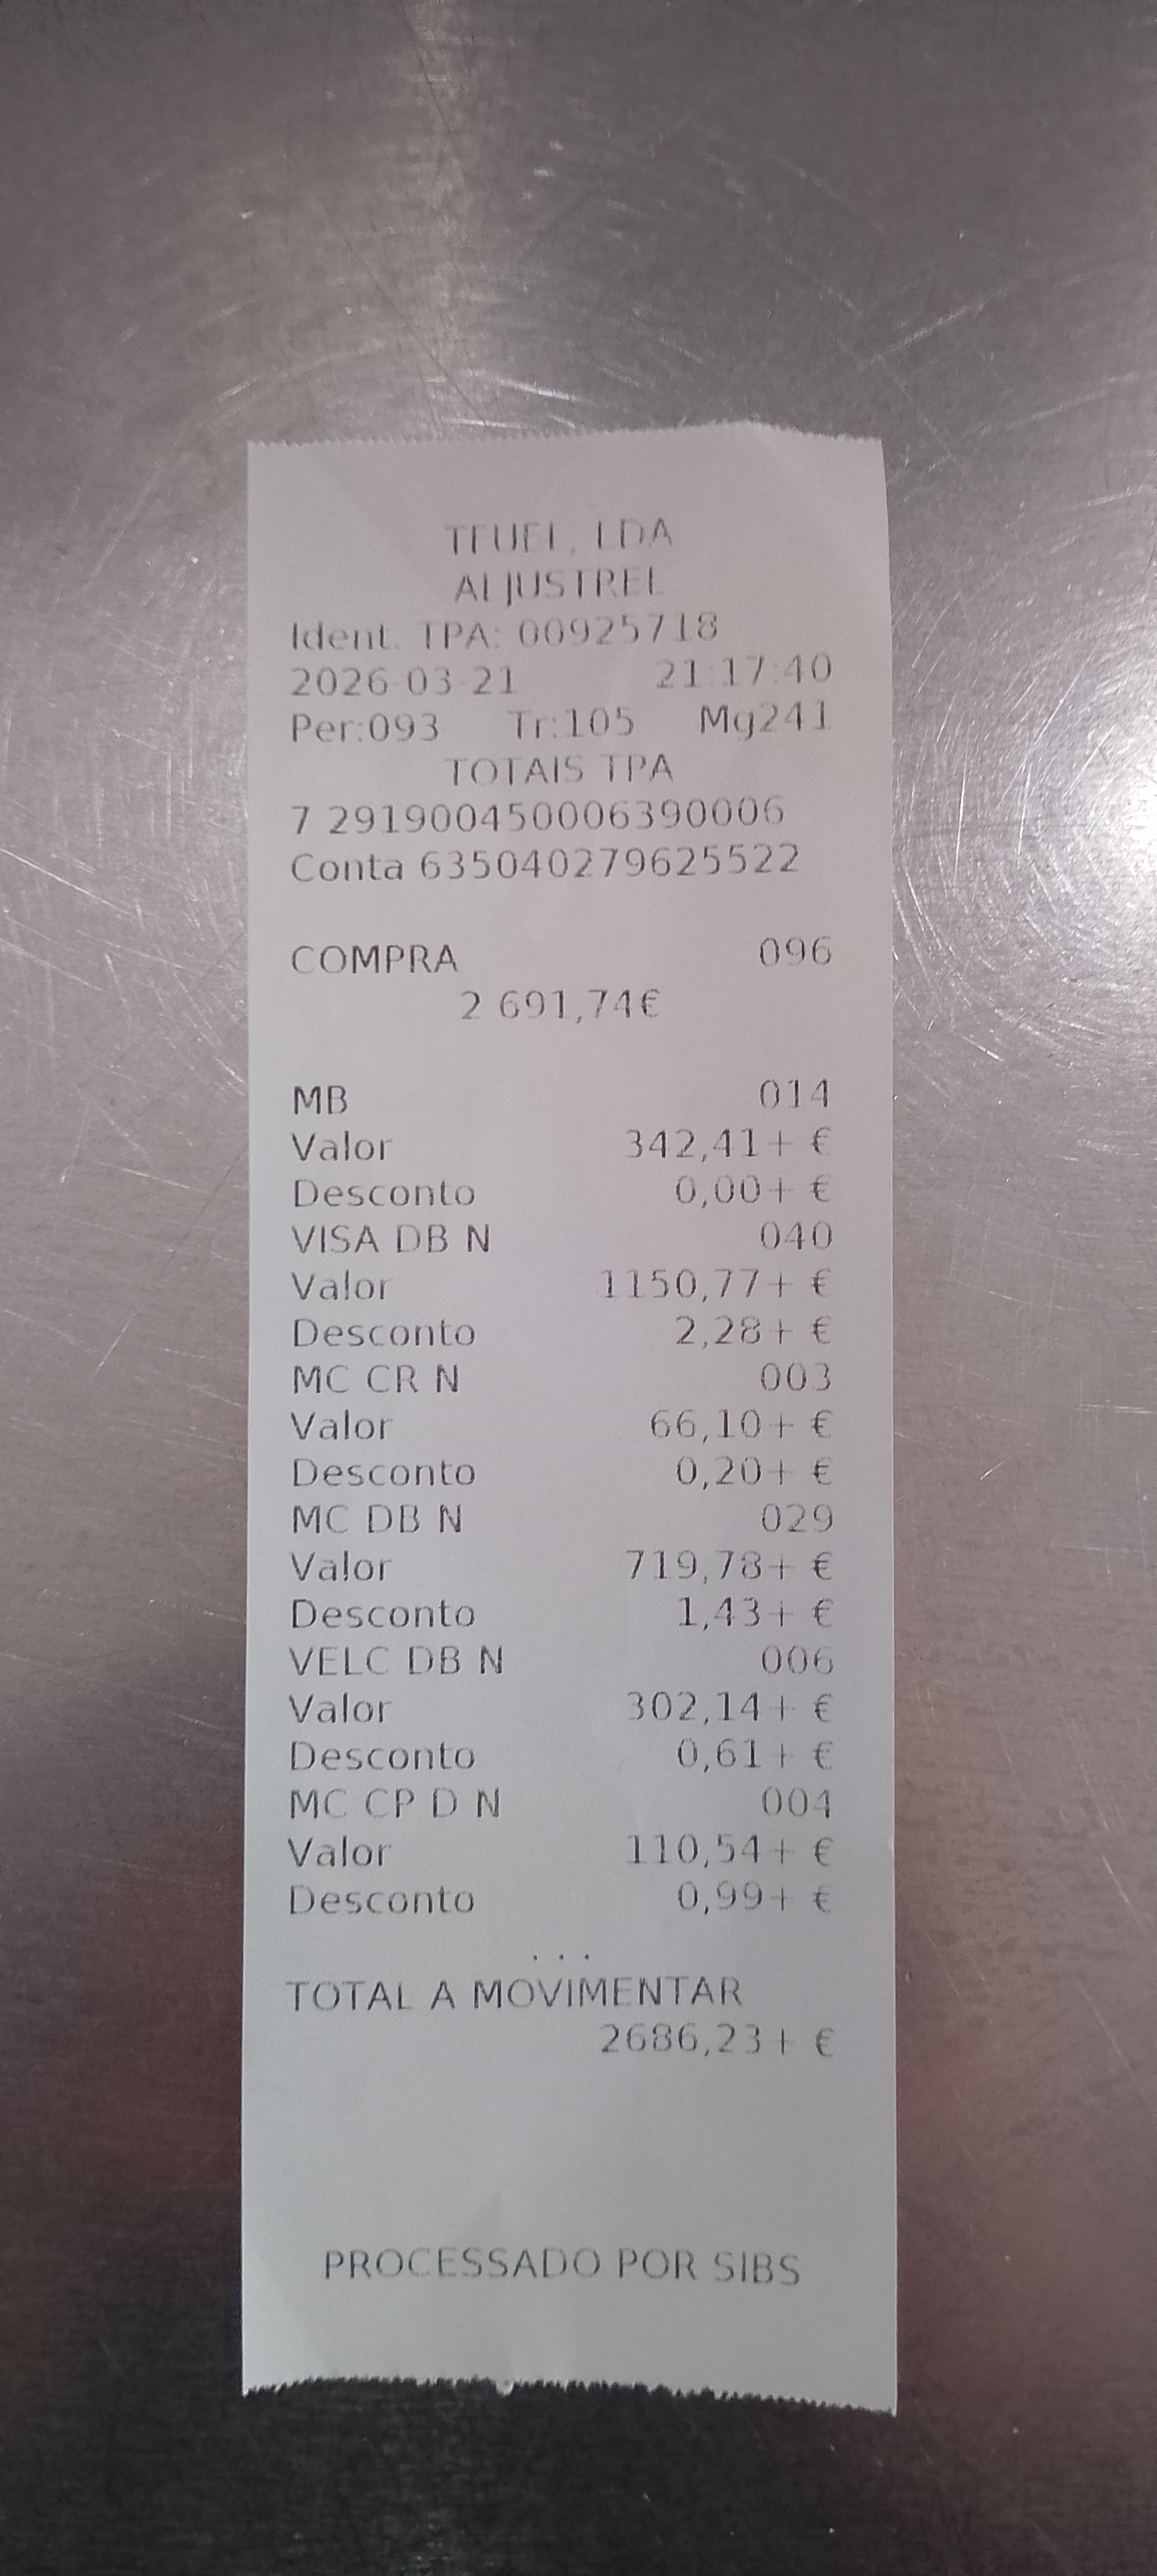 TFUEL, LDA
ALJUSTREL
Ident. TPA: 00925718
2026-03-21 21:17:40
Per:093 Tr:105 Mg241
TOTAIS TPA
7 291900450006390006
Conta 635040279625522
COMPRA 096
2 691,74€
MB 014
Valor 342,41+ €
Desconto 0,00+ €
VISA DB N 040
Valor 1150,77+ €
Desconto 2,28+ €
MC CR N 003
Valor 66,10+ €
Desconto 0,20+ €
MC DB N 029
Valor 719,78+ €
Desconto 1,43+ €
VELC DB N 006
Valor 302,14+ €
Desconto 0,61+ €
MC CP D N 004
Valor 110,54+ €
Desconto 0,99+ €
...
TOTAL A MOVIMENTAR
2686,23+ €
PROCESSADO POR SIBS